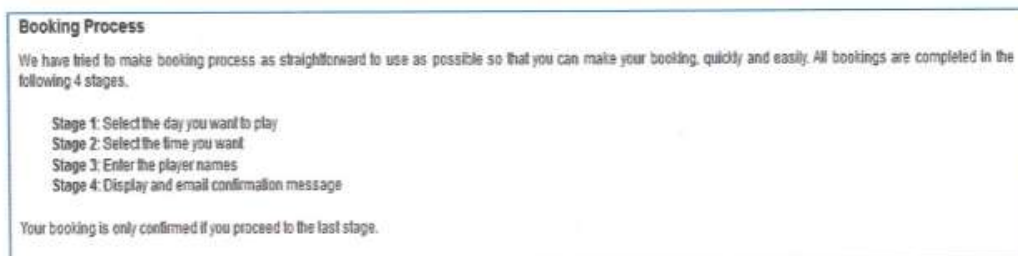 Booking Process
We have tried to make booking process as straightforward to use as possible so that you can make your booking, quickly and easily. All bookings are completed in the
following 4 stages.
Stage 1: Select the day you want to play
Stage 2: Select the time you want
Stage 3: Enter the player names
Stage 4: Display and email confirmation message
Your booking is only confirmed if you proceed to the last stage.